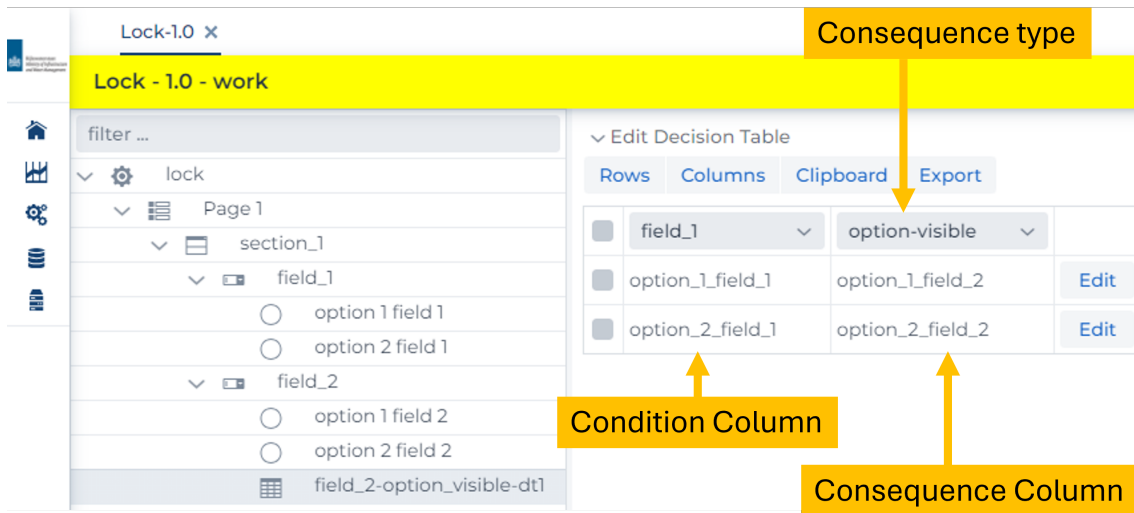 Lock-1.0 ×
Consequence type
Lock - 1.0 - work
filter ...
lock
Page 1
section_1
field_1
option 1 field 1
option 2 field 1
field_2
option 1 field 2
option 2 field 2
field_2-option_visible-dt1
Edit Decision Table
Rows Columns Clipboard Export
field_1 option-visible
option_1_field_1 option_1_field_2 Edit
option_2_field_1 option_2_field_2 Edit
Condition Column
Consequence Column